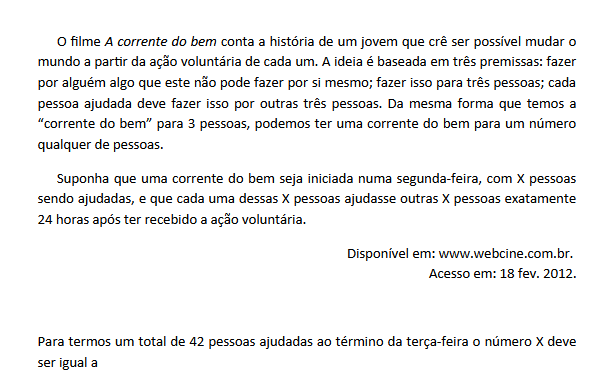 O filme A corrente do bem conta a história de um jovem que crê ser possível mudar o
mundo a partir da ação voluntária de cada um. A ideia é baseada em três premissas: fazer
por alguém algo que este não pode fazer por si mesmo; fazer isso para três pessoas; cada
pessoa ajudada deve fazer isso por outras três pessoas. Da mesma forma que temos a
“corrente do bem” para 3 pessoas, podemos ter uma corrente do bem para um número
qualquer de pessoas.
Suponha que uma corrente do bem seja iniciada numa segunda-feira, com X pessoas
sendo ajudadas, e que cada uma dessas X pessoas ajudasse outras X pessoas exatamente
24 horas após ter recebido a ação voluntária.
Disponível em: www.webcine.com.br.
Acesso em: 18 fev. 2012.
Para termos um total de 42 pessoas ajudadas ao término da terça-feira o número X deve
ser igual a